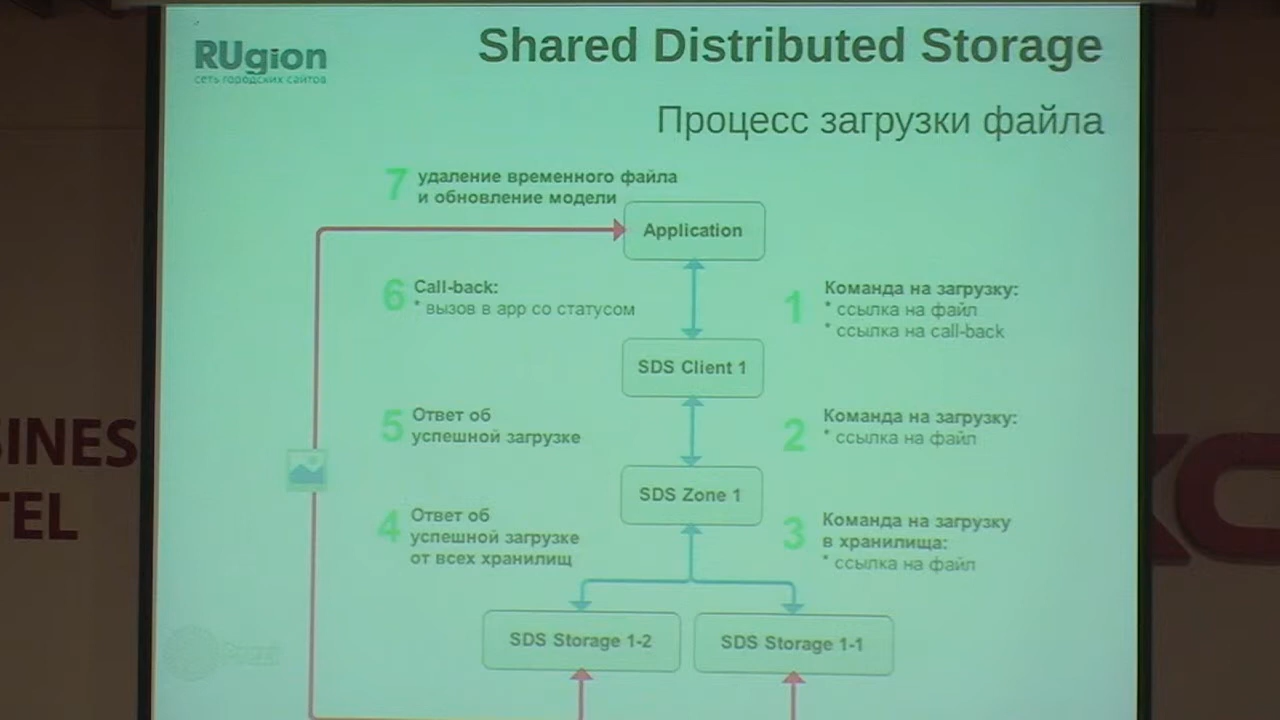 RUgion
сеть городских сайтов
Shared Distributed Storage
Процесс загрузки файла
7 удаление временного файла
и обновление модели
Application
6 Call-back:
* вызов в app со статусом
1 Команда на загрузку:
* ссылка на файл
* ссылка на call-back
SDS Client 1
5 Ответ об
успешной загрузке
2 Команда на загрузку:
* ссылка на файл
SDS Zone 1
4 Ответ об
успешной загрузке
от всех хранилищ
3 Команда на загрузку
в хранилища:
* ссылка на файл
SDS Storage 1-2
SDS Storage 1-1
SINES
TEL